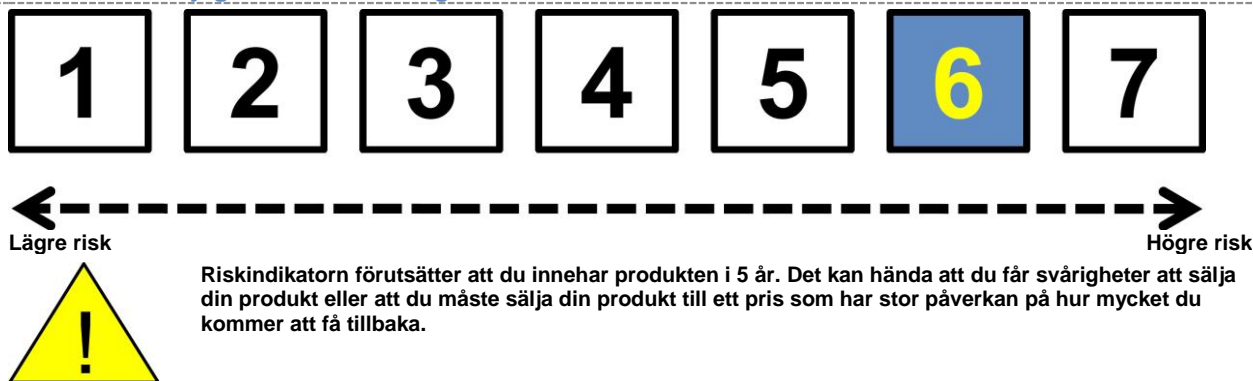 1 2 3 4 5 6 7
Lägre risk Högre risk
Riskindikatorn förutsätter att du innehar produkten i 5 år. Det kan hända att du får svårigheter att sälja
din produkt eller att du måste sälja din produkt till ett pris som har stor påverkan på hur mycket du
kommer att få tillbaka.
!